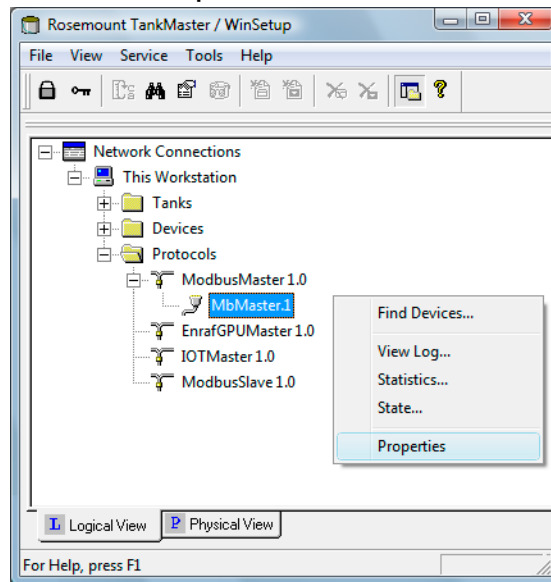 Rosemount TankMaster / WinSetup
File View Service Tools Help
Network Connections
This Workstation
Tanks
Devices
Protocols
ModbusMaster 1.0
MbMaster.1
EnrafGPUMaster 1.0
IOTMaster 1.0
ModbusSlave 1.0
Find Devices...
View Log...
Statistics...
State...
Properties
L Logical View P Physical View
For Help, press F1